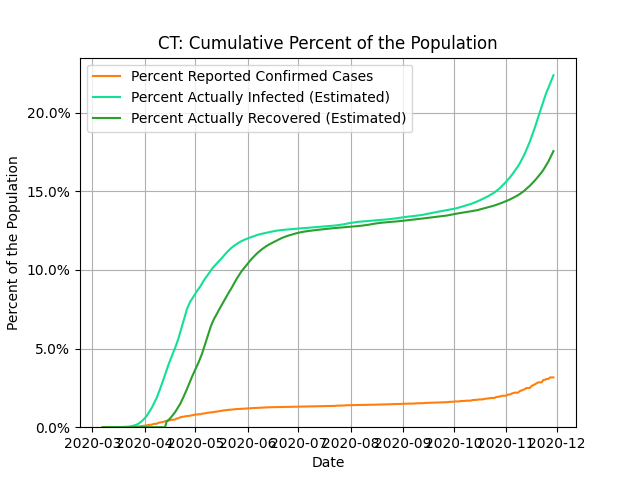 CT: Cumulative Percent of the Population
Percent Reported Confirmed Cases
Percent Actually Infected (Estimated)
Percent Actually Recovered (Estimated)
Percent of the Population
20.0%
15.0%
10.0%
5.0%
0.0%
2020-03 2020-04 2020-05 2020-06 2020-07 2020-08 2020-09 2020-10 2020-11 2020-12
Date